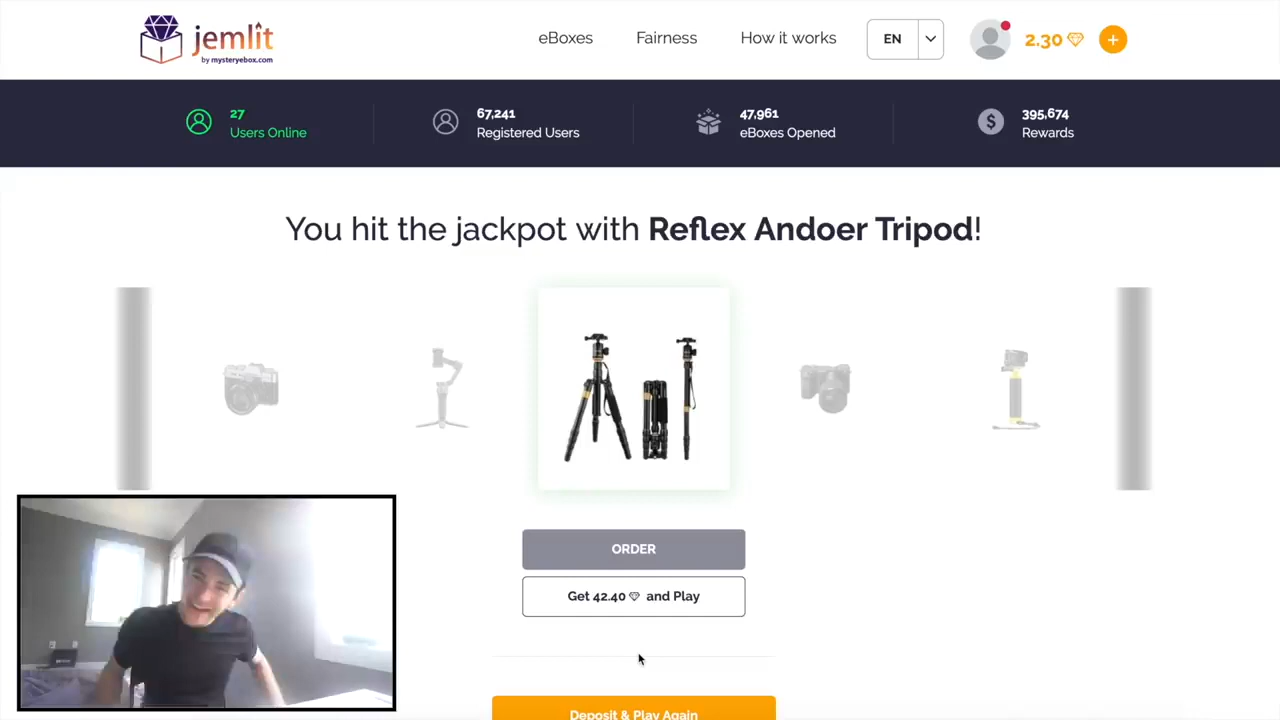 jemlit
by mysteryebox.com
eBoxes
Fairness
How it works
EN
2.30
27
Users Online
67,241
Registered Users
47,961
eBoxes Opened
395,674
Rewards
You hit the jackpot with Reflex Andoer Tripod!
ORDER
Get 42.40 and Play
Deposit & Play Again